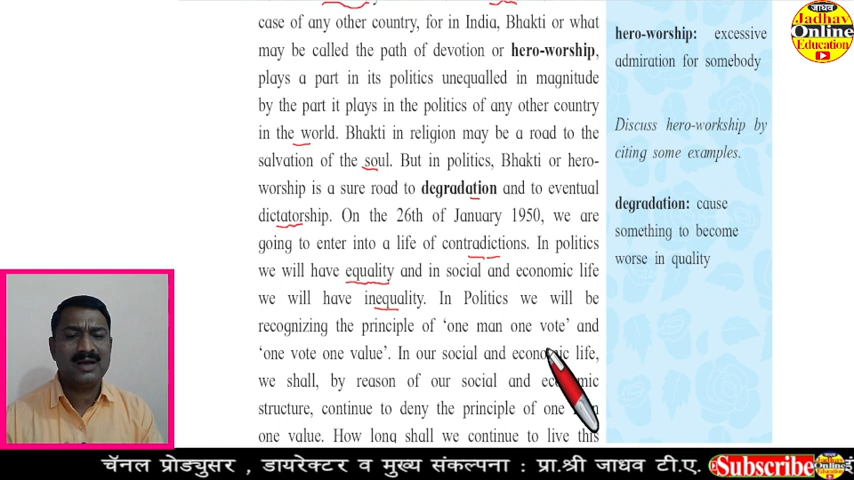 case of any other country, for in India, Bhakti or what
may be called the path of devotion or hero-worship,
plays a part in its politics unequalled in magnitude
by the part it plays in the politics of any other country
in the world. Bhakti in religion may be a road to the
salvation of the soul. But in politics, Bhakti or hero-
worship is a sure road to degradation and to eventual
dictatorship. On the 26th of January 1950, we are
going to enter into a life of contradictions. In politics
we will have equality and in social and economic life
we will have inequality. In Politics we will be
recognizing the principle of ‘one man one vote’ and
‘one vote one value’. In our social and economic life,
we shall, by reason of our social and economic
structure, continue to deny the principle of one man
one value. How long shall we continue to live this
hero-worship: excessive
admiration for somebody
Discuss hero-workship by
citing some examples.
degradation: cause
something to become
worse in quality
जाधव
Jadhav
Online
Education
चॅनल प्रोड्युसर , डायरेक्टर व मुख्य संकल्पना : प्रा.श्री जाधव टी.ए.
Subscribe